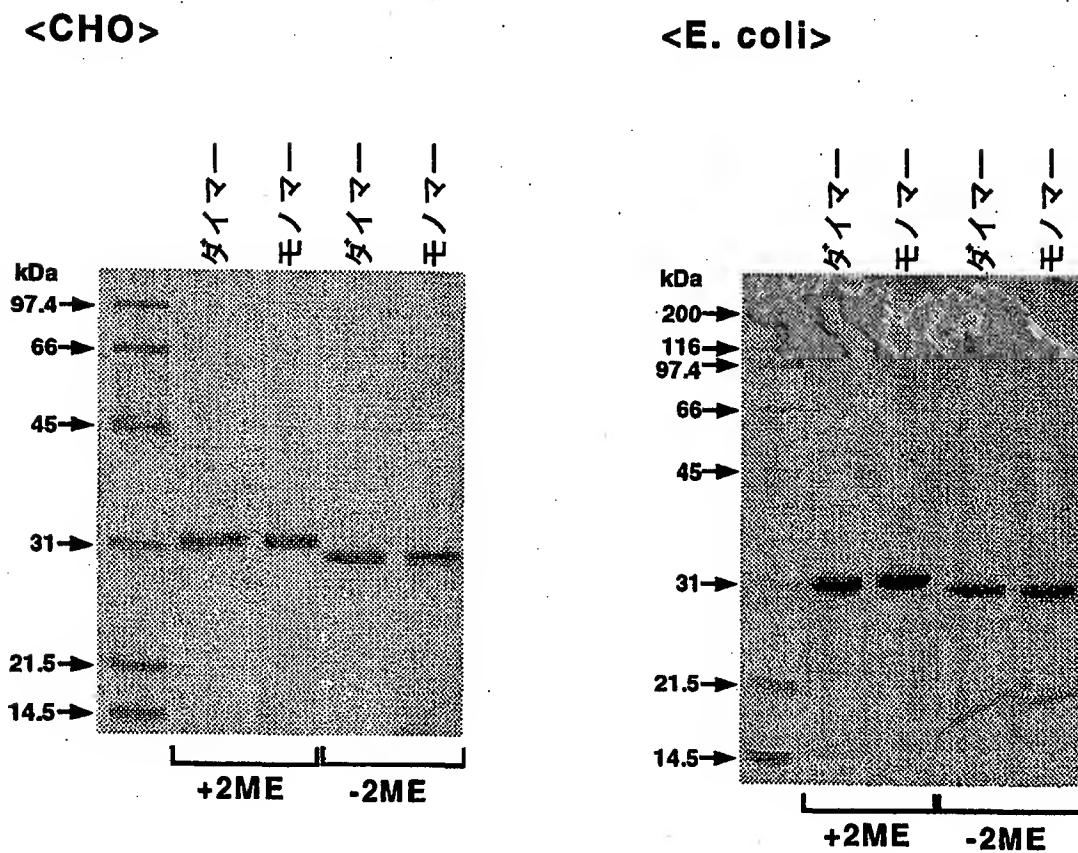 <CHO>
ダイマー
モノマー
ダイマー
モノマー
kDa
97.4
66
45
31
21.5
14.5
+2ME
-2ME
<E. coli>
ダイマー
モノマー
ダイマー
モノマー
kDa
200
116
97.4
66
45
31
21.5
14.5
+2ME
-2ME